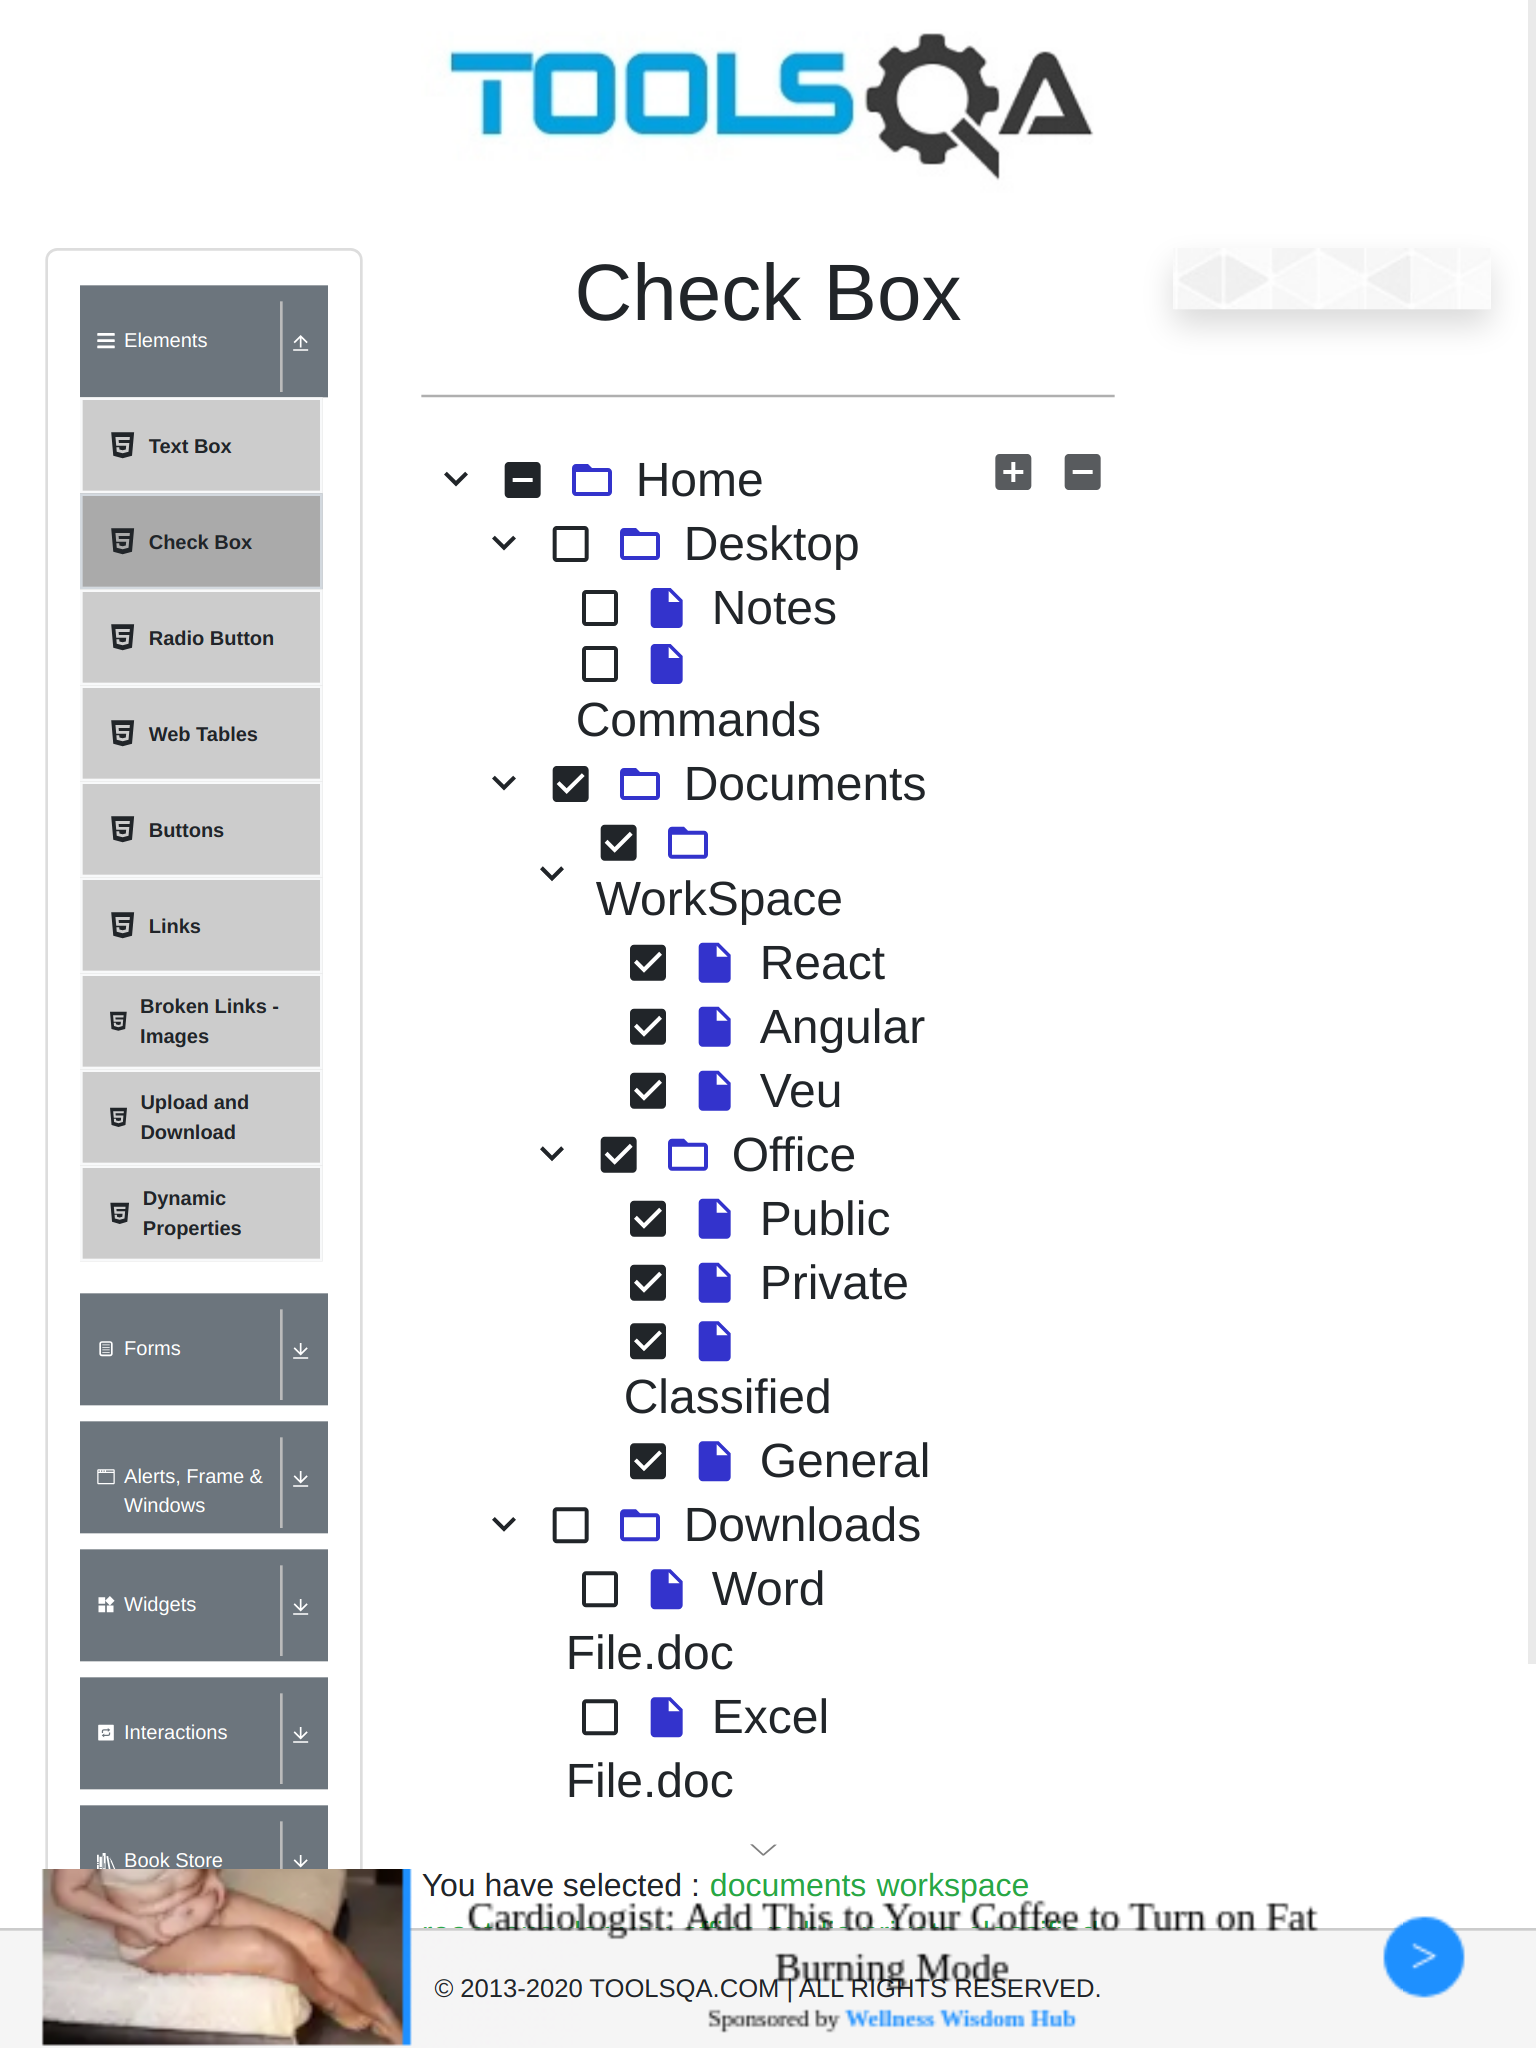 TOOLSQA
Check Box
Elements
Text Box
Check Box
Radio Button
Web Tables
Buttons
Links
Broken Links -
Images
Upload and
Download
Dynamic
Properties
Forms
Alerts, Frame &
Windows
Widgets
Interactions
Book Store
Home
Desktop
Notes
Commands
Documents
WorkSpace
React
Angular
Veu
Office
Public
Private
Classified
General
Downloads
Word
File.doc
Excel
File.doc
You have selected : documents workspace
Cardiologist: Add This to Your Coffee to Turn on Fat
Burning Mode
© 2013-2020 TOOLSQA.COM | ALL RIGHTS RESERVED.
Sponsored by Wellness Wisdom Hub